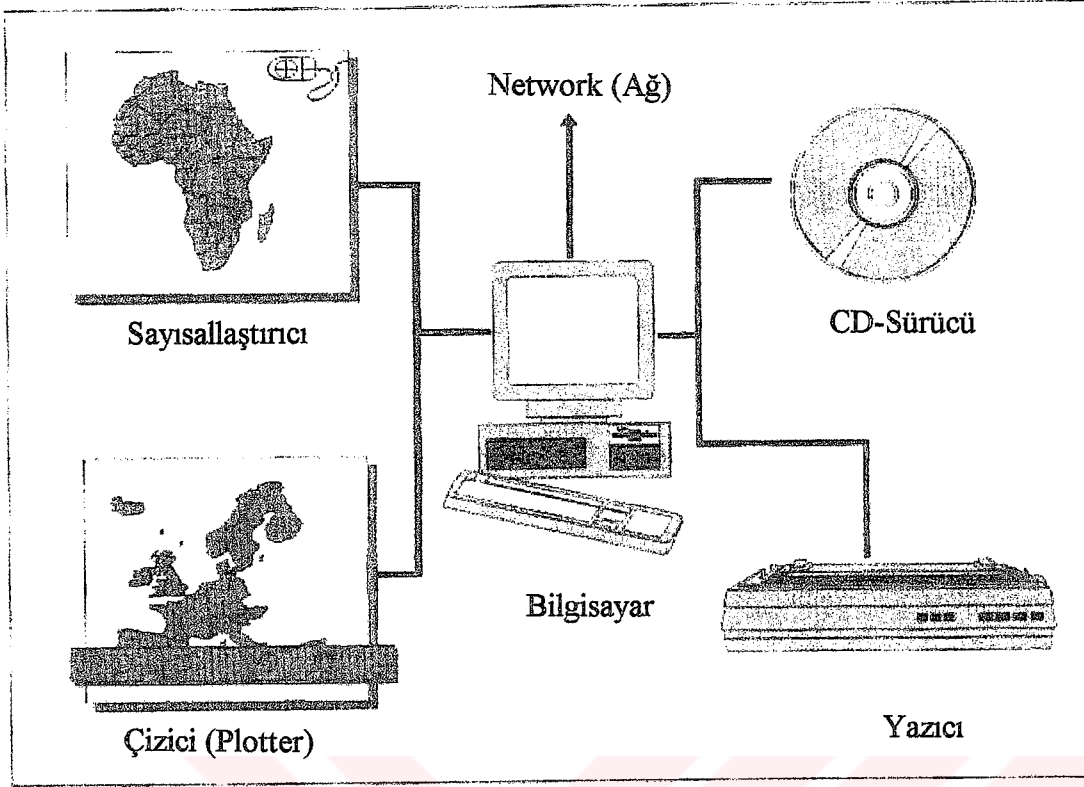 Network (Ağ)
Sayısallaştırıcı
CD-Sürücü
Bilgisayar
Çizici (Plotter)
Yazıcı